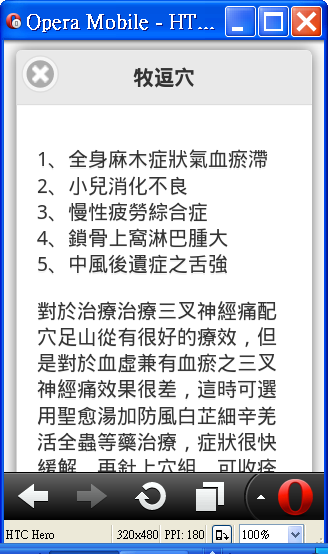 Opera Mobile - HT...
牧逗穴
1、全身麻木症狀氣血瘀滯
2、小兒消化不良
3、慢性疲勞綜合症
4、鎖骨上窩淋巴腫大
5、中風後遺症之舌強
對於治療治療三叉神經痛配
穴足山從有很好的療效，但
是對於血虛兼有血瘀之三叉
神經痛效果很差，這時可選
用聖愈湯加防風白芷細辛羌
活全蟲等藥治療，症狀很快
緩解，再針上穴組，可收痊
HTC Hero 320x480 PPI: 180 100%